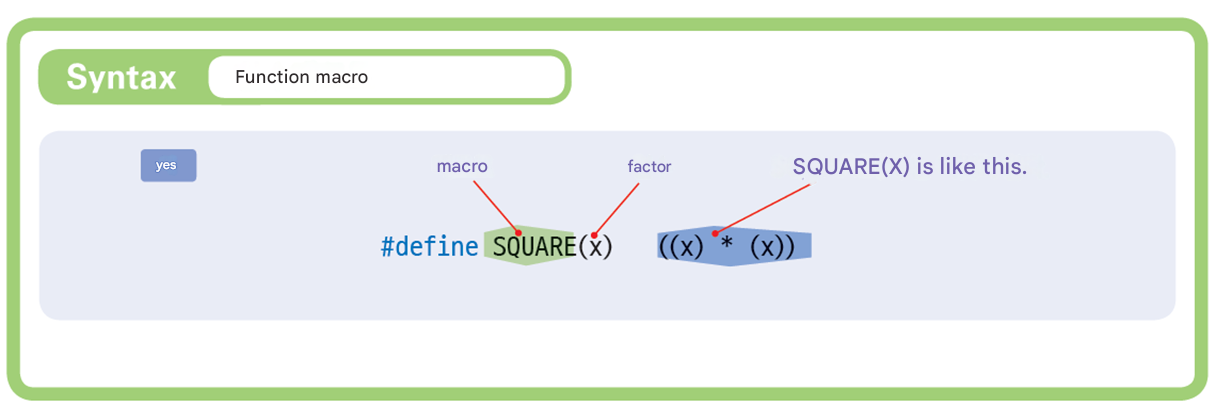 Syntax Function macro
yes
macro factor SQUARE(X) is like this.
#define SQUARE(x) ((x) * (x))